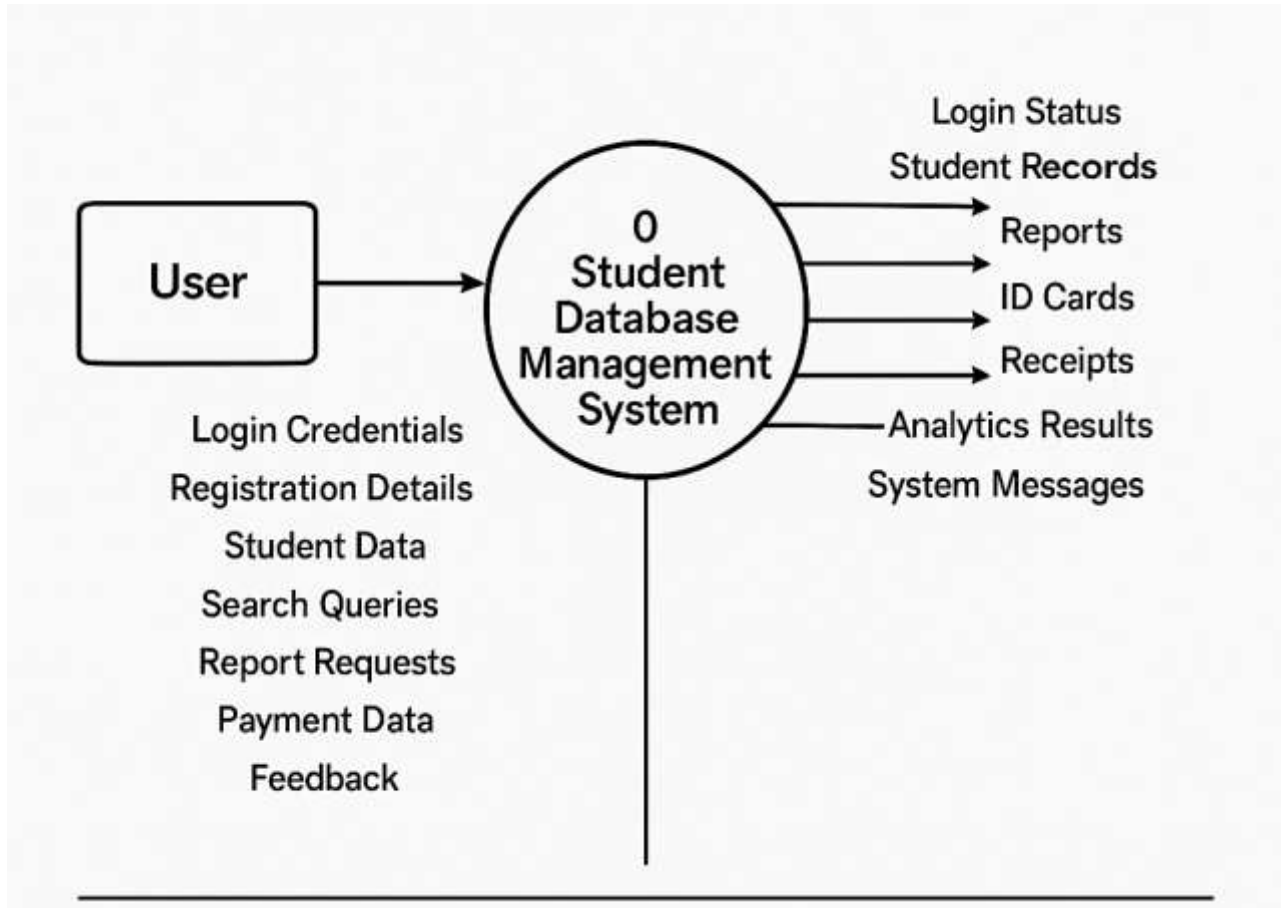 User
Login Credentials
Registration Details
Student Data
Search Queries
Report Requests
Payment Data
Feedback
0
Student
Database
Management
System
Login Status
Student Records
Reports
ID Cards
Receipts
Analytics Results
System Messages